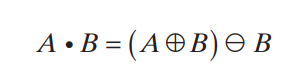 A • B = (A ⊕ B) ⊖ B